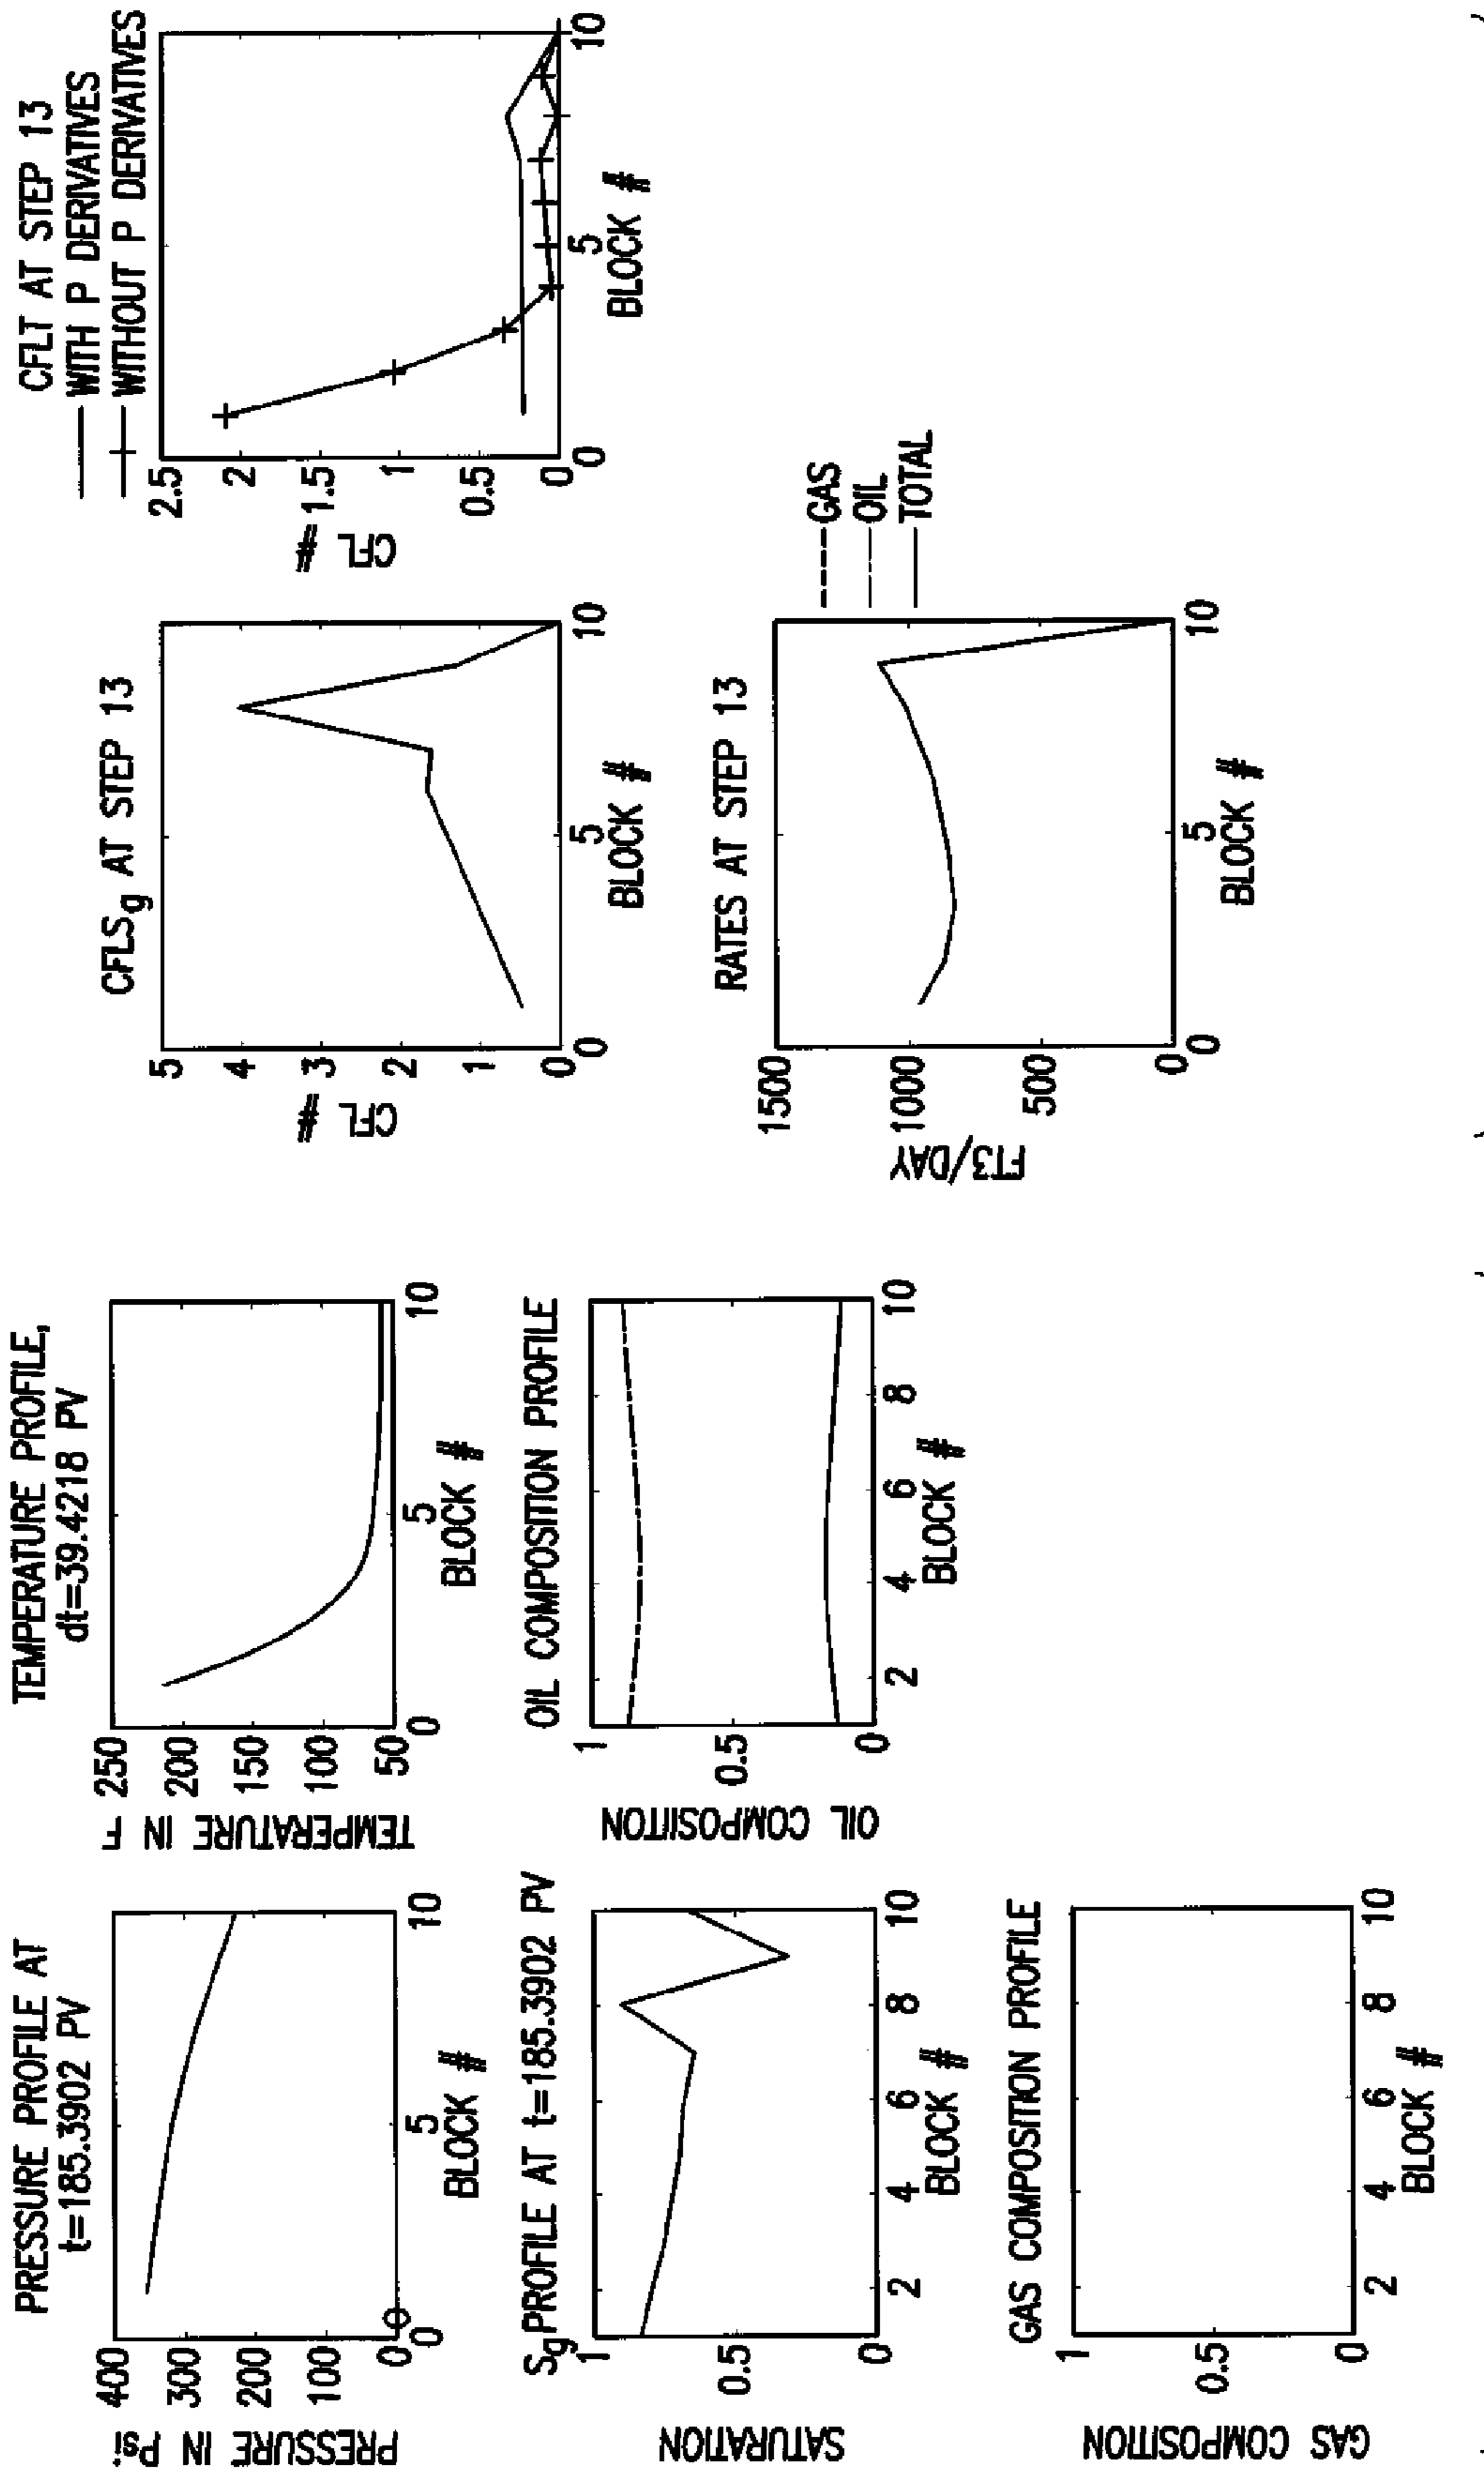 PRESSURE PROFILE AT
t=185.3902 PV
PRESSURE IN Psi
400
300
200
100
0
0
5
10
BLOCK #
TEMPERATURE PROFILE,
dt=39.4218 PV
TEMPERATURE IN F
250
200
150
100
50
0
5
10
BLOCK #
CFLSg AT STEP 13
CFL #
5
4
3
2
1
0
0
5
10
BLOCK #
CFLT AT STEP 13
WITH P DERIVATIVES
WITHOUT P DERIVATIVES
CFL #
2.5
2
1.5
1
0.5
0
0
5
10
BLOCK #
Sg PROFILE AT t=185.3902 PV
SATURATION
1
0.5
0
2
4
6
8
10
BLOCK #
OIL COMPOSITION PROFILE
OIL COMPOSIITON
1
0.5
0
2
4
6
8
10
BLOCK #
RATES AT STEP 13
FT3/DAY
1500
1000
500
0
0
5
10
BLOCK #
GAS
OIL
TOTAL
GAS COMPOSITION PROFILE
GAS COMPOSIITON
1
0.5
0
2
4
6
8
10
BLOCK #